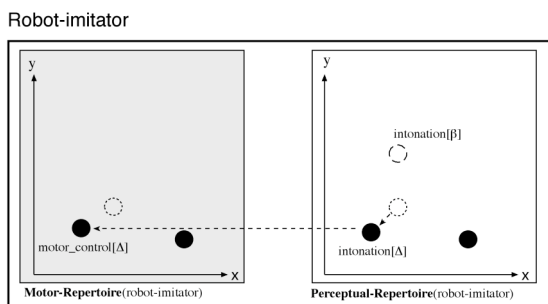 Robot-imitator
y
y
intonation[β]
motor_control[Δ]
intonation[Δ]
x
x
Motor-Repertoire(robot-imitator)
Perceptual-Repertoire(robot-imitator)